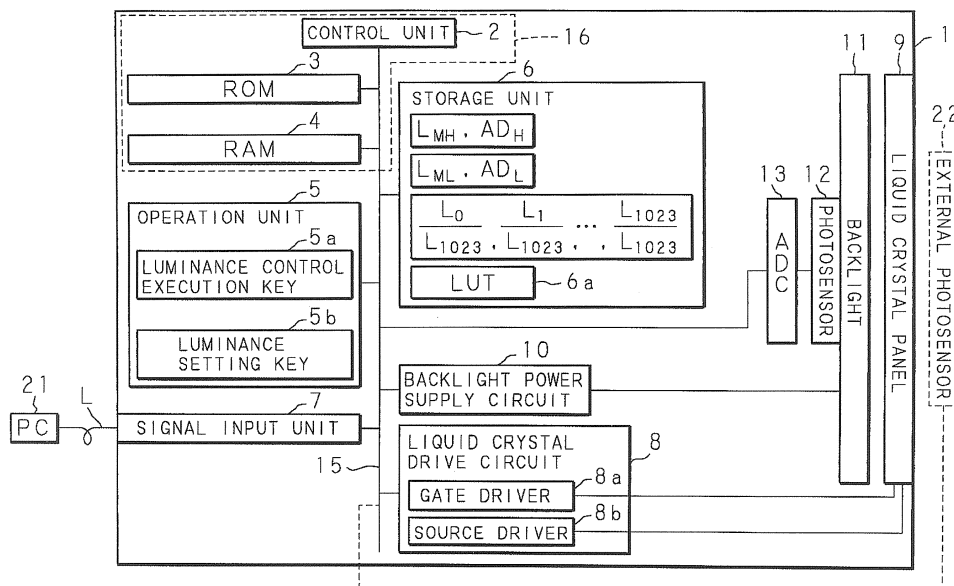 CONTROL UNIT
2
16
3
ROM
4
RAM
5
OPERATION UNIT
5a
LUMINANCE CONTROL
EXECUTION KEY
5b
LUMINANCE
SETTING KEY
21
PC
L
7
SIGNAL INPUT UNIT
15
6
STORAGE UNIT
L_MH, AD_H
L_ML, AD_L
L_0 L_1 ... L_1023
L_1023, L_1023, , L_1023
LUT
6a
10
BACKLIGHT POWER
SUPPLY CIRCUIT
LIQUID CRYSTAL
DRIVE CIRCUIT
8
8a
GATE DRIVER
8b
SOURCE DRIVER
13
ADC
12
PHOTOSENSOR
11
BACKLIGHT
9
LIQUID CRYSTAL PANEL
1
22
EXTERNAL PHOTOSENSOR